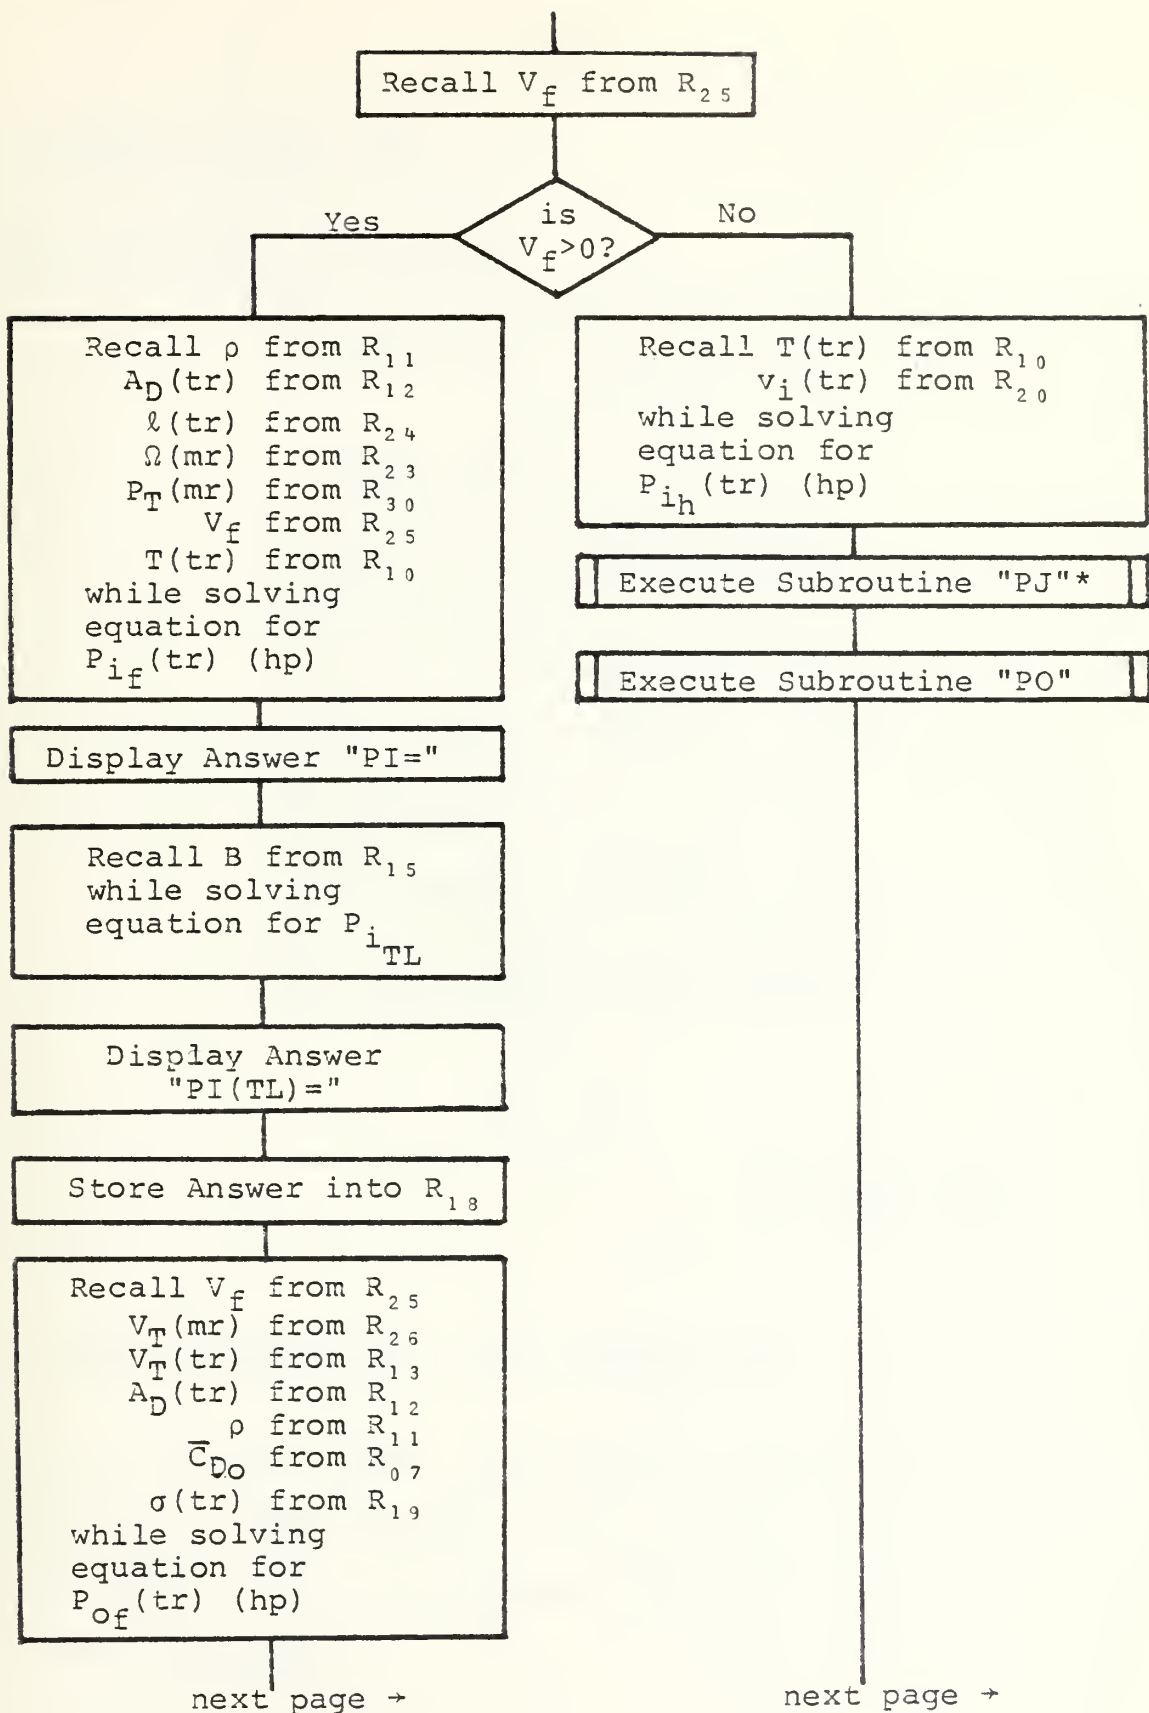 Recall V_f from R_25
is
V_f>0?
Yes
No
Recall ρ from R_11
A_D(tr) from R_12
ℓ(tr) from R_24
Ω(mr) from R_23
P_T(mr) from R_30
V_f from R_25
T(tr) from R_10
while solving
equation for
P_i_f(tr) (hp)
Display Answer "PI="
Recall B from R_15
while solving
equation for P_i_TL
Display Answer
"PI(TL)="
Store Answer into R_18
Recall V_f from R_25
V_T(mr) from R_26
V_T(tr) from R_13
A_D(tr) from R_12
ρ from R_11
C̅_Do from R_07
σ(tr) from R_19
while solving
equation for
P_o_f(tr) (hp)
next page →
Recall T(tr) from R_10
v_i(tr) from R_20
while solving
equation for
P_i_h(tr) (hp)
Execute Subroutine "PJ"*
Execute Subroutine "PO"
next page →